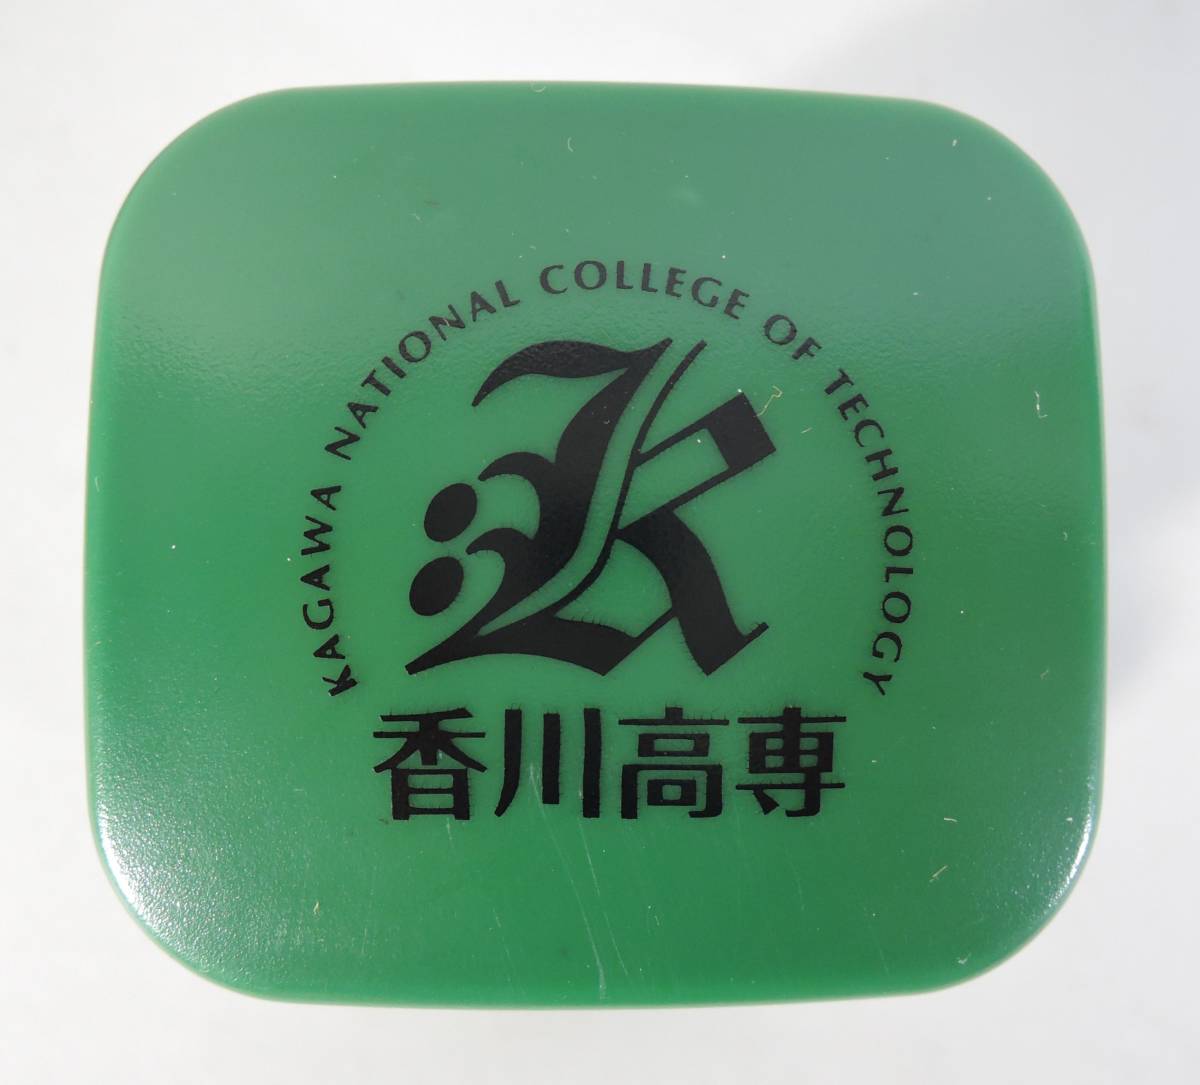 KAGAWA NATIONAL COLLEGE OF TECHNOLOGY
K
香川高専